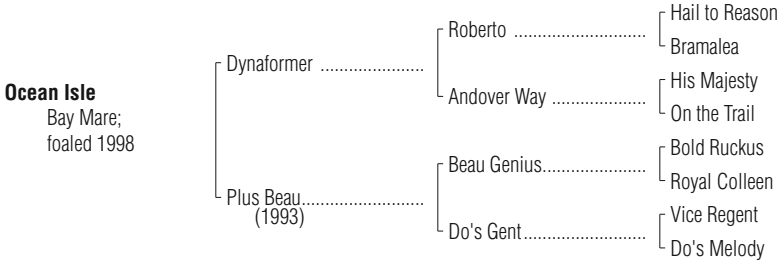 Hail to Reason
Roberto ..............................
Bramalea
Dynaformer .......................
His Majesty
Andover Way .....................
On the Trail
Ocean Isle
Bay Mare;
foaled 1998
Bold Ruckus
Beau Genius.......................
Royal Colleen
Plus Beau...........................
(1993)
Vice Regent
Do's Gent...........................
Do's Melody